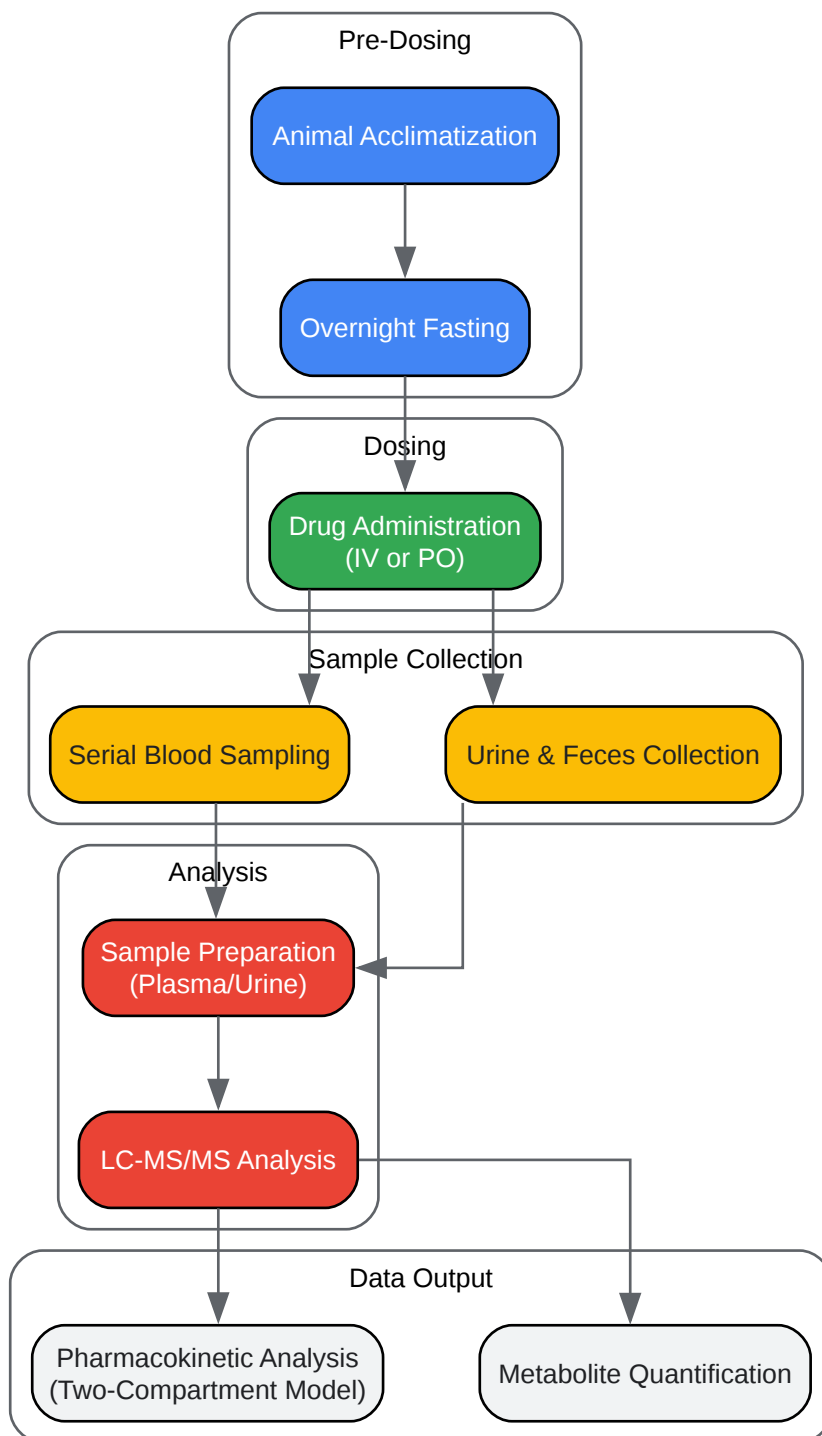 Pre-Dosing
Animal Acclimatization
Overnight Fasting
Dosing
Drug Administration
(IV or PO)
Sample Collection
Serial Blood Sampling
Urine & Feces Collection
Analysis
Sample Preparation
(Plasma/Urine)
LC-MS/MS Analysis
Data Output
Pharmacokinetic Analysis
(Two-Compartment Model)
Metabolite Quantification